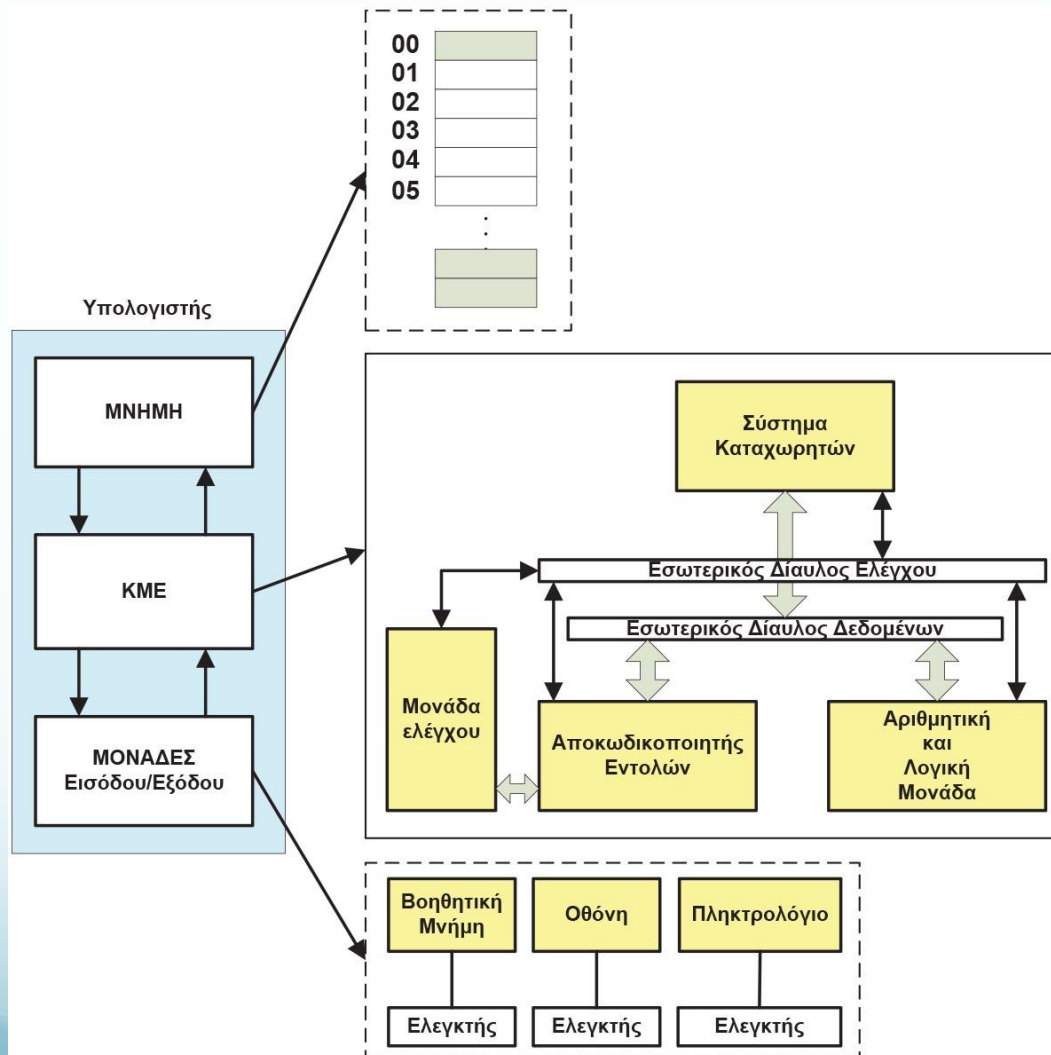 00
01
02
03
04
05
Υπολογιστής
ΜΝΗΜΗ
ΚΜΕ
ΜΟΝΑΔΕΣ
Εισόδου/Εξόδου
Σύστημα
Καταχωρητών
Εσωτερικός Δίαυλος Ελέγχου
Εσωτερικός Δίαυλος Δεδομένων
Μονάδα
ελέγχου
Αποκωδικοποιητής
Εντολών
Αριθμητική
και
Λογική
Μονάδα
Βοηθητική
Μνήμη
Οθόνη
Πληκτρολόγιο
Ελεγκτής
Ελεγκτής
Ελεγκτής